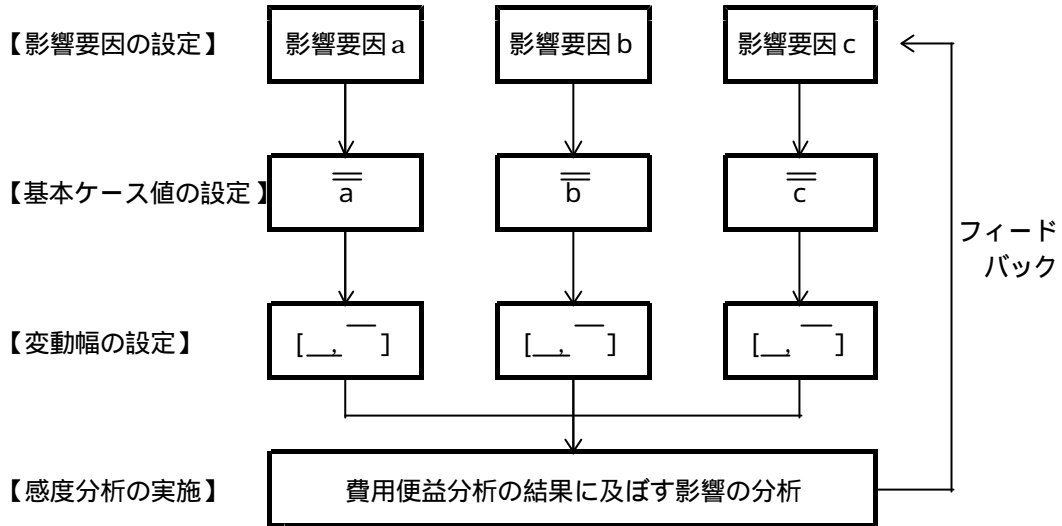 【影響要因の設定】 影響要因a 影響要因b 影響要因c
【基本ケース値の設定】 a̿ b̿ c̿
フィード
バック
【変動幅の設定】 [__, ‾] [__, ‾] [__, ‾]
【感度分析の実施】 費用便益分析の結果に及ぼす影響の分析